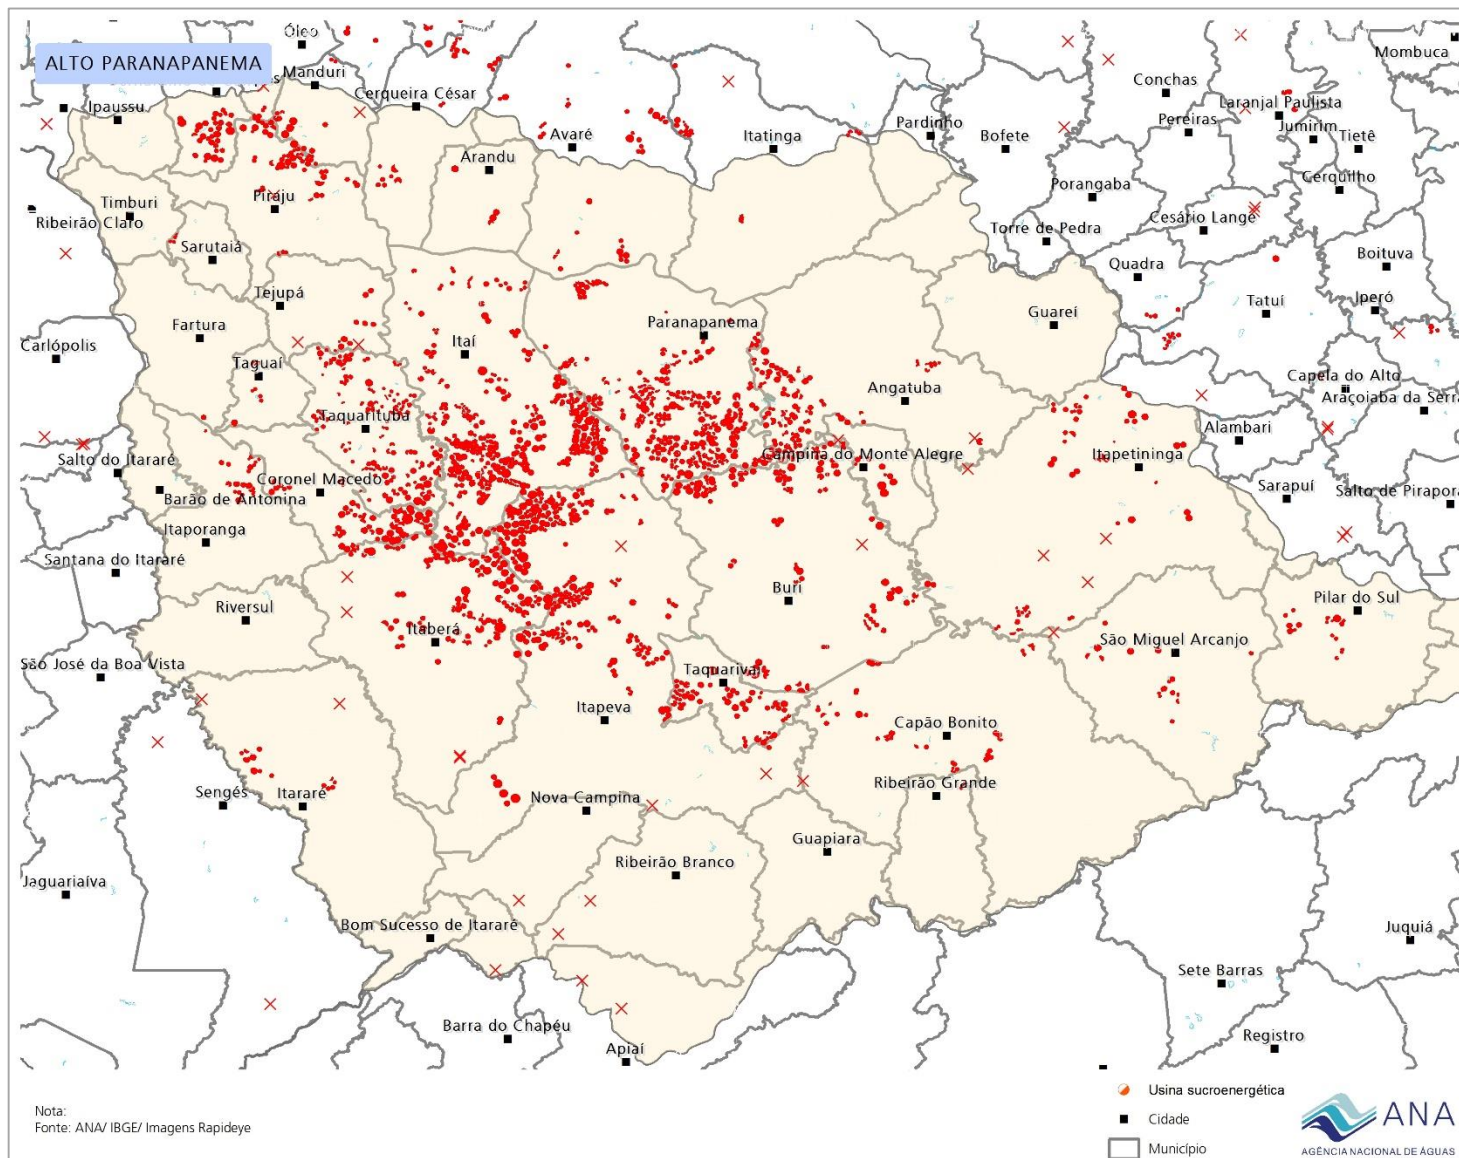 ALTO PARANAPANEMA
Óleo
Manduri
Ipaussu
Cerqueira César
Avaré
Itatinga
Pardinho
Bofete
Conchas
Mombuca
Laranjal Paulista
Pereiras
Jumirim
Tietê
Arandu
Porangaba
Cerquilho
Timburi
Piraju
Ribeirão Claro
Cesário Lange
Torre de Pedra
Sarutaiá
Quadra
Boituva
Tejupá
Guareí
Tatuí
Iperó
Fartura
Paranapanema
Carlópolis
Itaí
Taguaí
Angatuba
Capela do Alto
Araçoiaba da Serra
Taquarituba
Alambari
Salto do Itararé
Campina do Monte Alegre
Itapetininga
Coronel Macedo
Barão de Antonina
Sarapuí
Salto de Pirapora
Itaporanga
Santana do Itararé
Buri
Riversul
Pilar do Sul
Itaberá
São Miguel Arcanjo
São José da Boa Vista
Taquarivaí
Itapeva
Capão Bonito
Sengés
Itararé
Nova Campina
Ribeirão Grande
Guapiara
Ribeirão Branco
Jaguariaíva
Bom Sucesso de Itararé
Juquiá
Sete Barras
Barra do Chapéu
Apiaí
Registro
Nota:
Fonte: ANA/ IBGE/ Imagens Rapideye
Usina sucroenergética
Cidade
Município
ANA
AGÊNCIA NACIONAL DE ÁGUAS